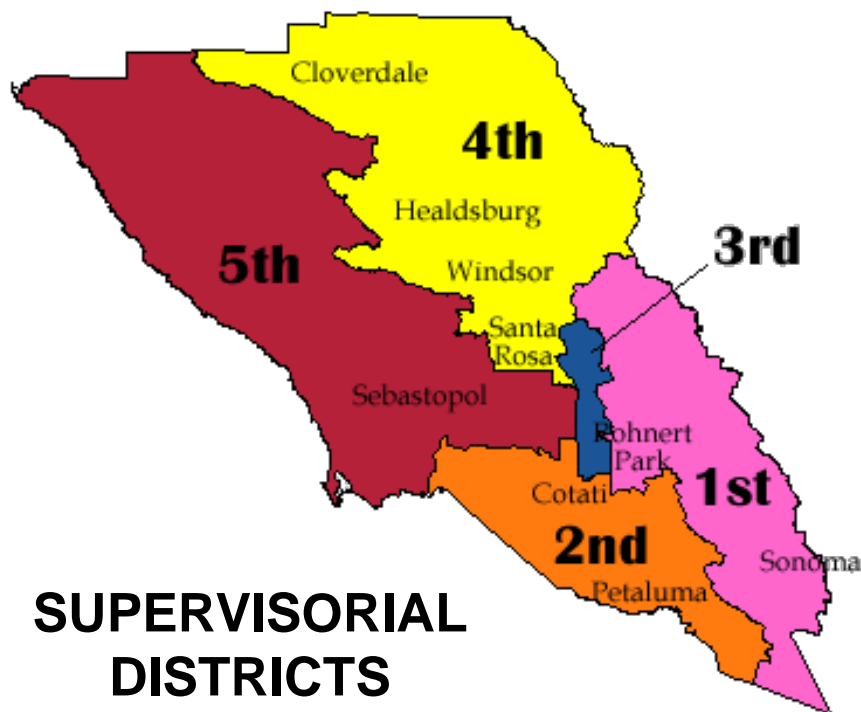 Cloverdale
4th
Healdsburg
3rd
5th
Windsor
Santa
Rosa
Sebastopol
Rohnert
Park
1st
Cotati
2nd
Sonoma
Petaluma
SUPERVISORIAL
DISTRICTS